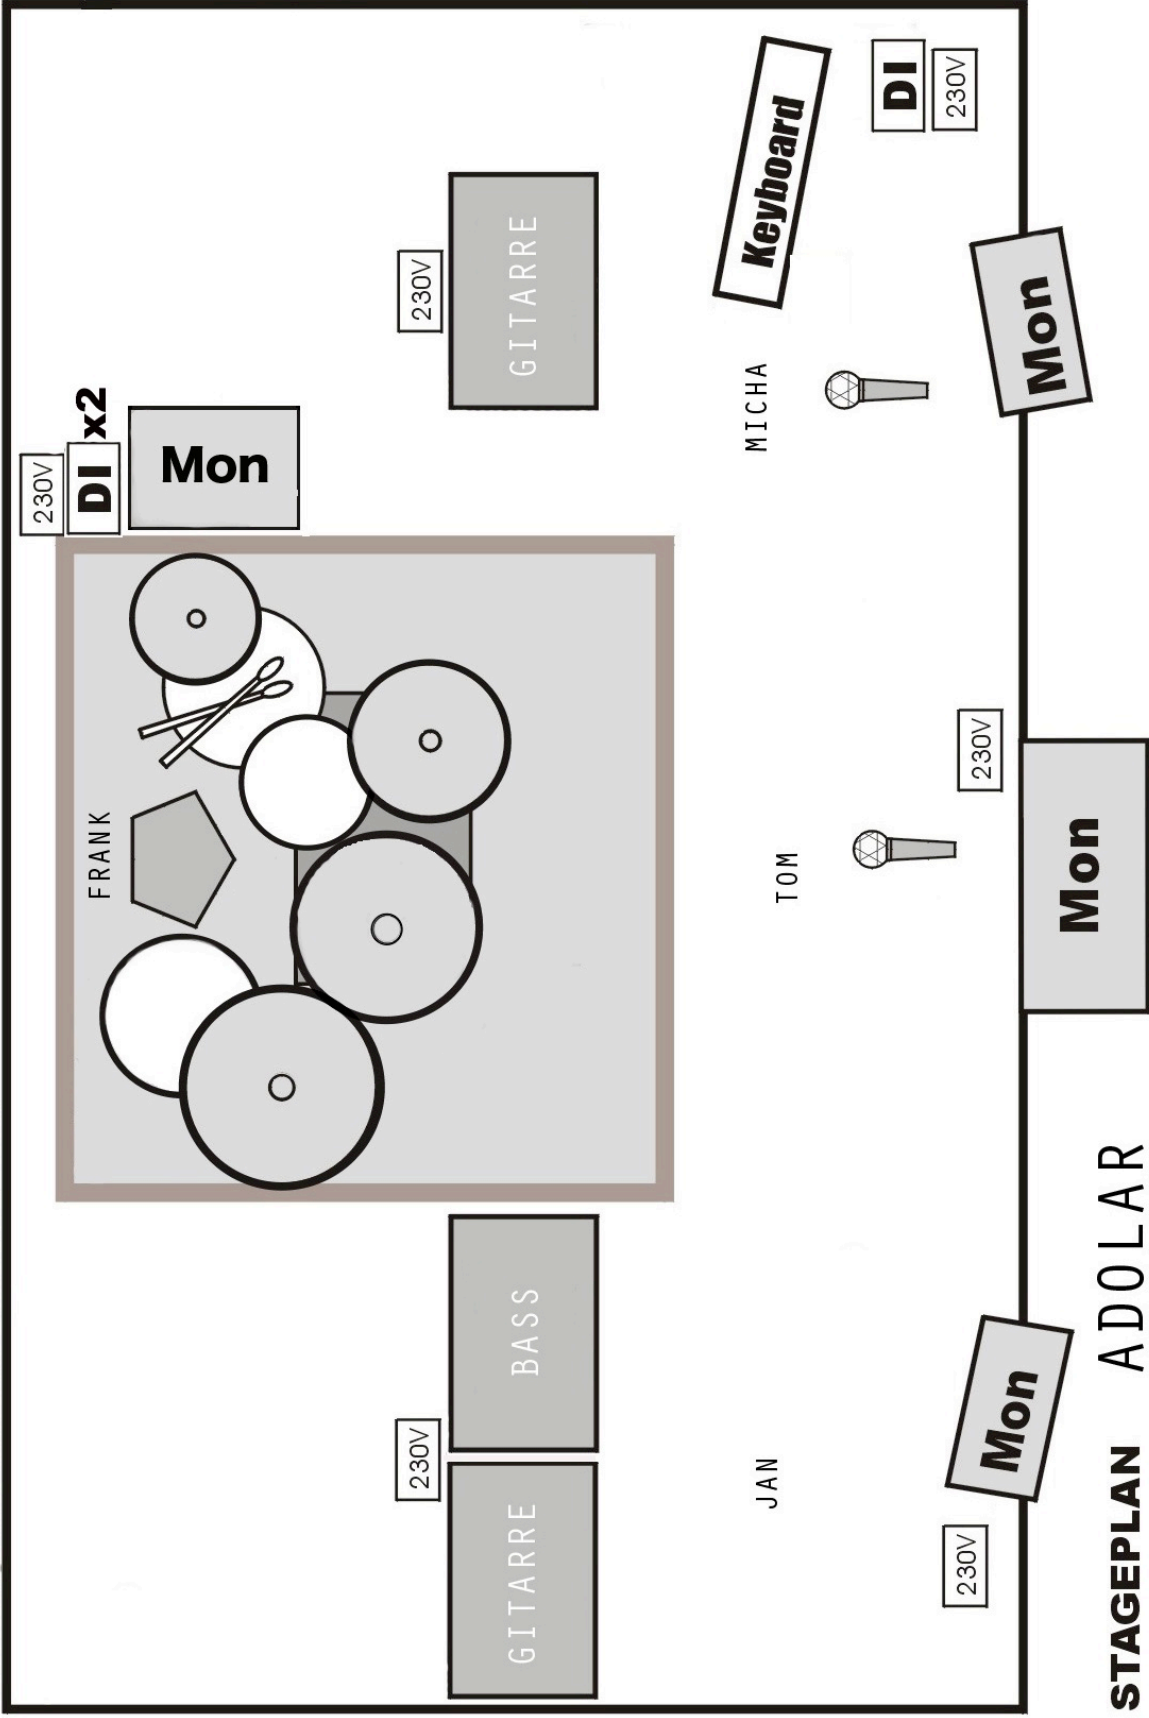 230V
DI x2
Mon
FRANK
230V
230V
GITARRE
BASS
GITARRE
Keyboard
JAN
TOM
MICHA
DI
230V
230V
230V
Mon
Mon
Mon
STAGEPLAN ADOLAR